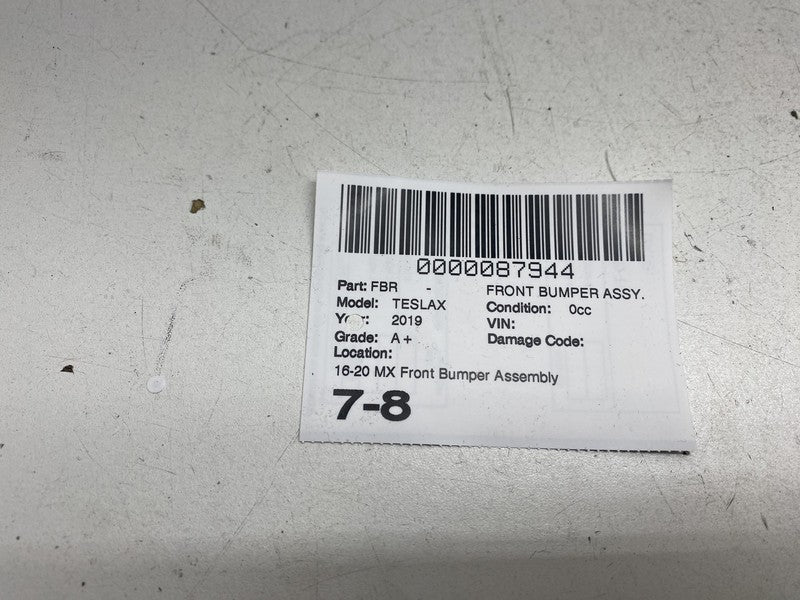 0000087944
Part: FBR - FRONT BUMPER ASSY.
Model: TESLAX Condition: 0cc
Year: 2019 VIN:
Grade: A+ Damage Code:
Location:
16-20 MX Front Bumper Assembly
7-8